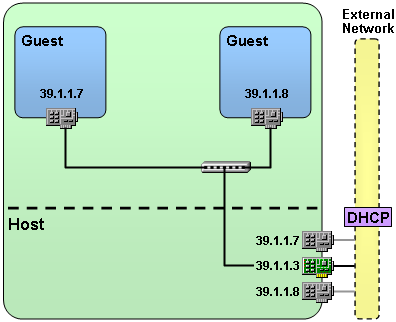 External
Network
Guest
Guest
39.1.1.7
39.1.1.8
DHCP
Host
39.1.1.7
39.1.1.3
39.1.1.8